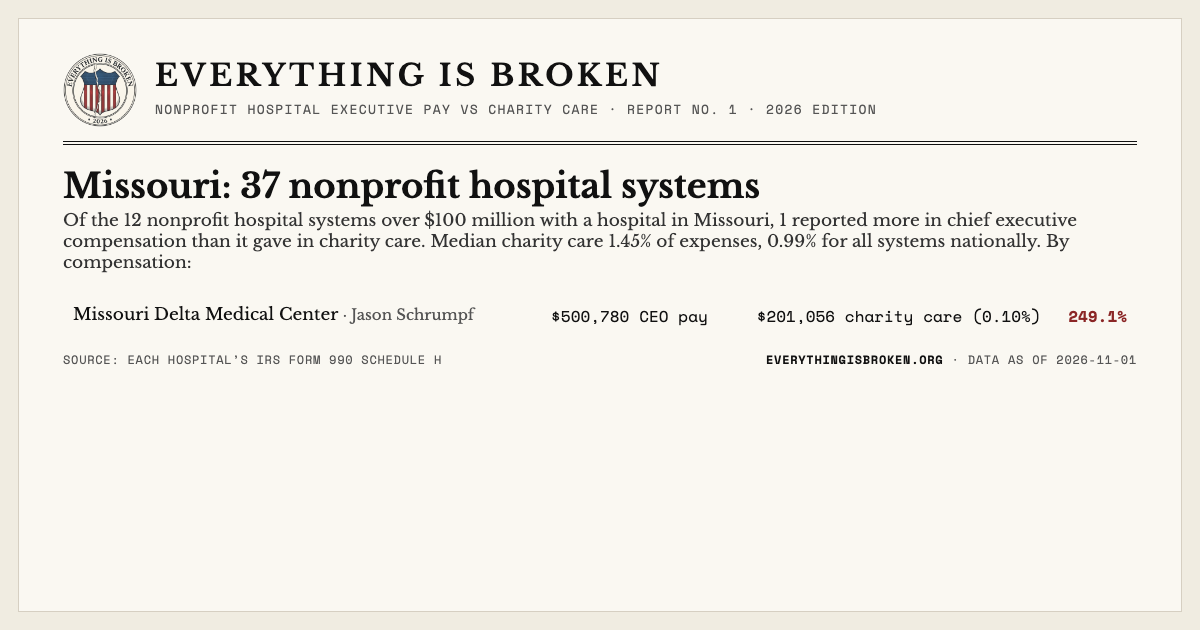 EVERYTHING IS BROKEN
2026
EVERYTHING IS BROKEN
NONPROFIT HOSPITAL EXECUTIVE PAY VS CHARITY CARE · REPORT NO. 1 · 2026 EDITION
Missouri: 37 nonprofit hospital systems
Of the 12 nonprofit hospital systems over $100 million with a hospital in Missouri, 1 reported more in chief executive
compensation than it gave in charity care. Median charity care 1.45% of expenses, 0.99% for all systems nationally. By
compensation:
Missouri Delta Medical Center · Jason Schrumpf $500,780 CEO pay $201,056 charity care (0.10%) 249.1%
SOURCE: EACH HOSPITAL'S IRS FORM 990 SCHEDULE H EVERYTHINGISBROKEN.ORG · DATA AS OF 2026-11-01